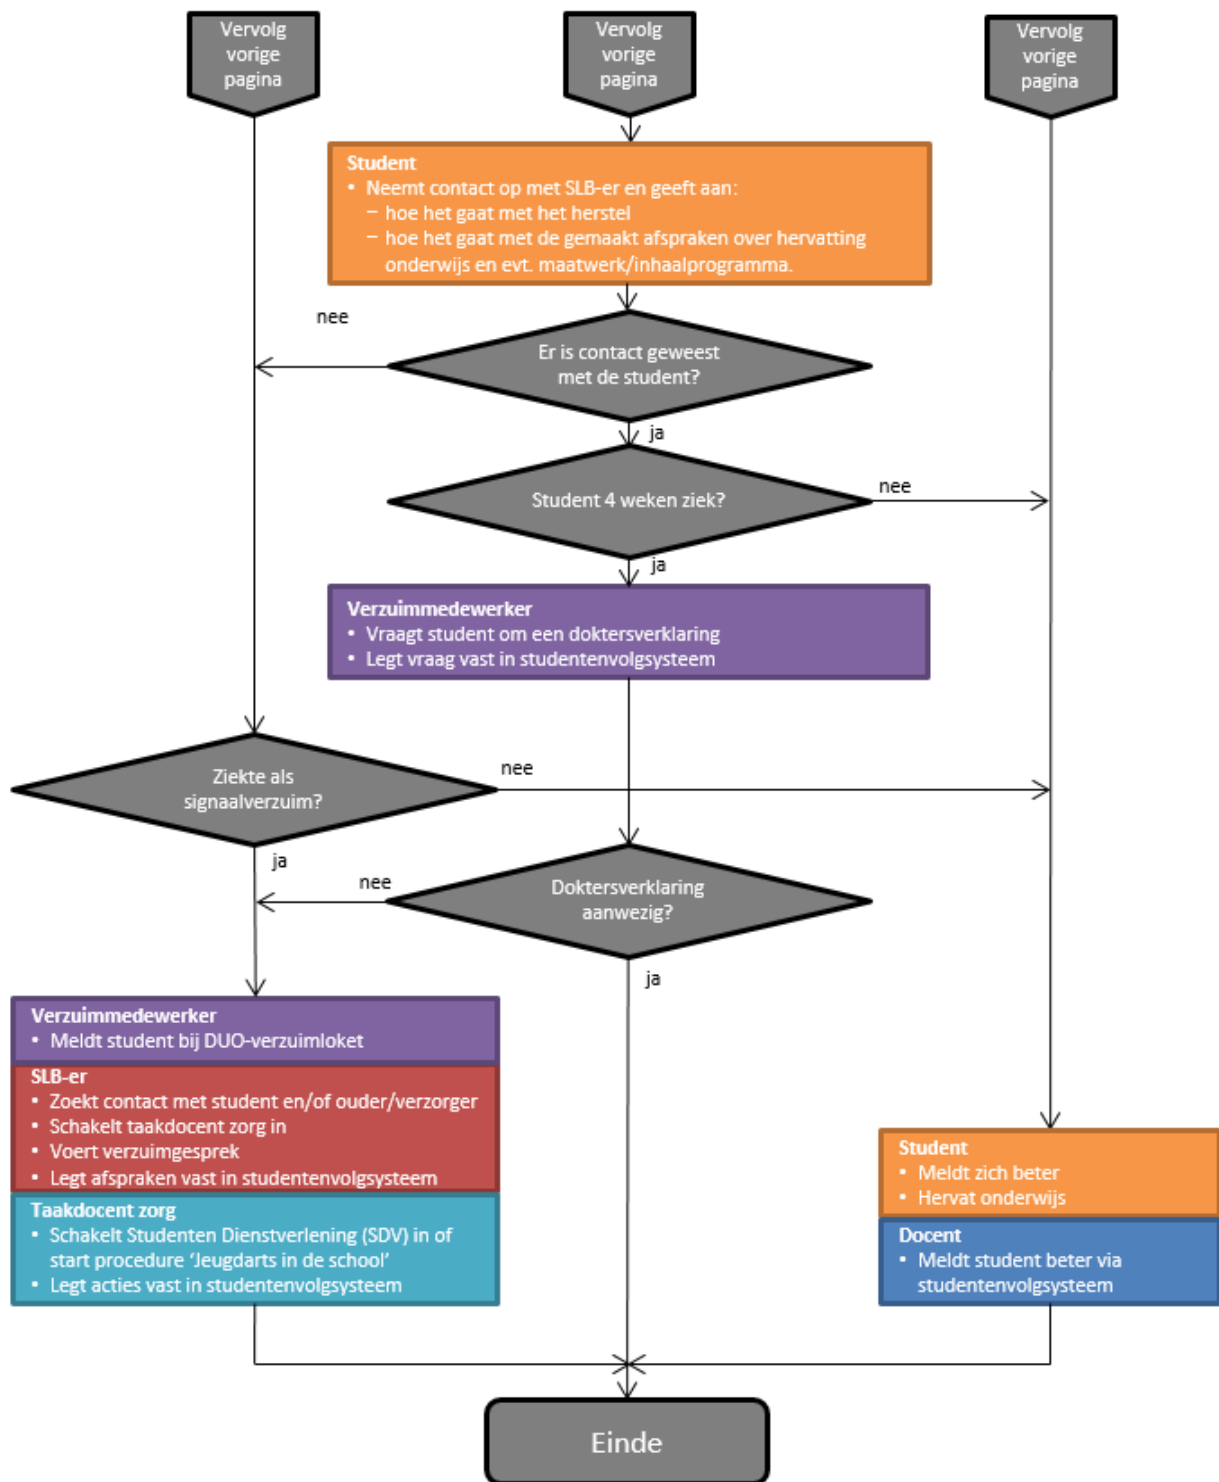 Vervolg
vorige
pagina
Vervolg
vorige
pagina
Vervolg
vorige
pagina
Student
• Neemt contact op met SLB-er en geeft aan:
– hoe het gaat met het herstel
– hoe het gaat met de gemaakt afspraken over hervatting
onderwijs en evt. maatwerk/inhaalprogramma.
nee
Er is contact geweest
met de student?
ja
Student 4 weken ziek?
nee
ja
Verzuimmedewerker
• Vraagt student om een doktersverklaring
• Legt vraag vast in studentenvolgsysteem
Ziekte als
signaalverzuim?
nee
ja
nee
Doktersverklaring
aanwezig?
ja
Verzuimmedewerker
• Meldt student bij DUO-verzuimloket
SLB-er
• Zoekt contact met student en/of ouder/verzorger
• Schakelt taakdocent zorg in
• Voert verzuimgesprek
• Legt afspraken vast in studentenvolgsysteem
Taakdocent zorg
• Schakelt Studenten Dienstverlening (SDV) in of
start procedure ‘Jeugdarts in de school’
• Legt acties vast in studentenvolgsysteem
Student
• Meldt zich beter
• Hervat onderwijs
Docent
• Meldt student beter via
studentenvolgsysteem
Einde